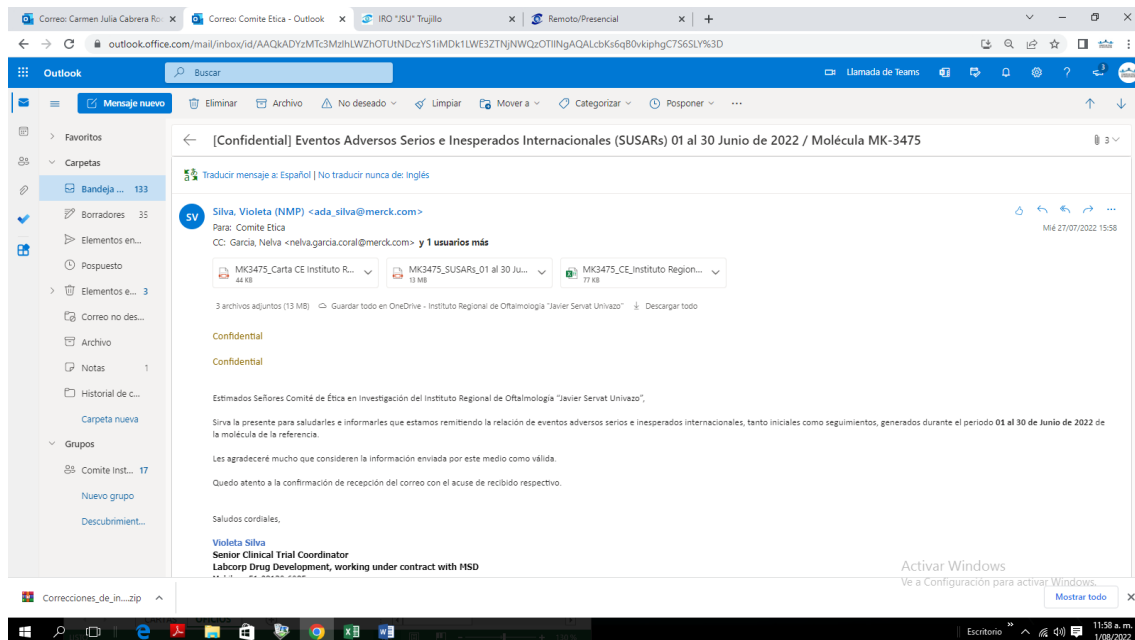 Correo: Carmen Julia Cabrera Ro
Correo: Comite Etica - Outlook
IRO "JSU" Trujillo
Remoto/Presencial
outlook.office.com/mail/inbox/id/AAQkADYzMTc3MzlhLWZhOTUtNDczYS1iMDk1LWE3ZTNjNWQzOTllNgAQALcbKs6qB0vkiphgC7S6SLY%3D
Outlook
Buscar
Llamada de Teams
3
Mensaje nuevo
Eliminar
Archivo
No deseado
Limpiar
Mover a
Categorizar
Posponer
Favoritos
Carpetas
Bandeja ... 133
Borradores 35
Elementos en...
Pospuesto
Elementos e... 3
Correo no des...
Archivo
Notas 1
Historial de c...
Carpeta nueva
Grupos
Comite Inst... 17
Nuevo grupo
Descubrimient...
[Confidential] Eventos Adversos Serios e Inesperados Internacionales (SUSARs) 01 al 30 Junio de 2022 / Molécula MK-3475
3
Traducir mensaje a: Español | No traducir nunca de: Inglés
SV
Silva, Violeta (NMP) <ada_silva@merck.com>
Para: Comite Etica
CC: Garcia, Nelva <nelva.garcia.coral@merck.com> y 1 usuarios más
Mié 27/07/2022 15:58
MK3475_Carta CE Instituto R...
44 KB
MK3475_SUSARs_01 al 30 Ju...
13 MB
MK3475_CE_Instituto Region...
77 KB
3 archivos adjuntos (13 MB) Guardar todo en OneDrive - Instituto Regional de Oftalmologia "Javier Servat Univazo" Descargar todo
Confidential
Confidential
Estimados Señores Comité de Ética en Investigación del Instituto Regional de Oftalmología "Javier Servat Univazo",
Sirva la presente para saludarles e informarles que estamos remitiendo la relación de eventos adversos serios e inesperados internacionales, tanto iniciales como seguimientos, generados durante el periodo 01 al 30 de Junio de 2022 de
la molécula de la referencia.
Les agradeceré mucho que consideren la información enviada por este medio como válida.
Quedo atento a la confirmación de recepción del correo con el acuse de recibido respectivo.
Saludos cordiales,
Violeta Silva
Senior Clinical Trial Coordinator
Labcorp Drug Development, working under contract with MSD
Activar Windows
Ve a Configuración para activar Windows.
Correcciones_de_in....zip
Mostrar todo
Escritorio
11:58 a. m.
1/08/2022